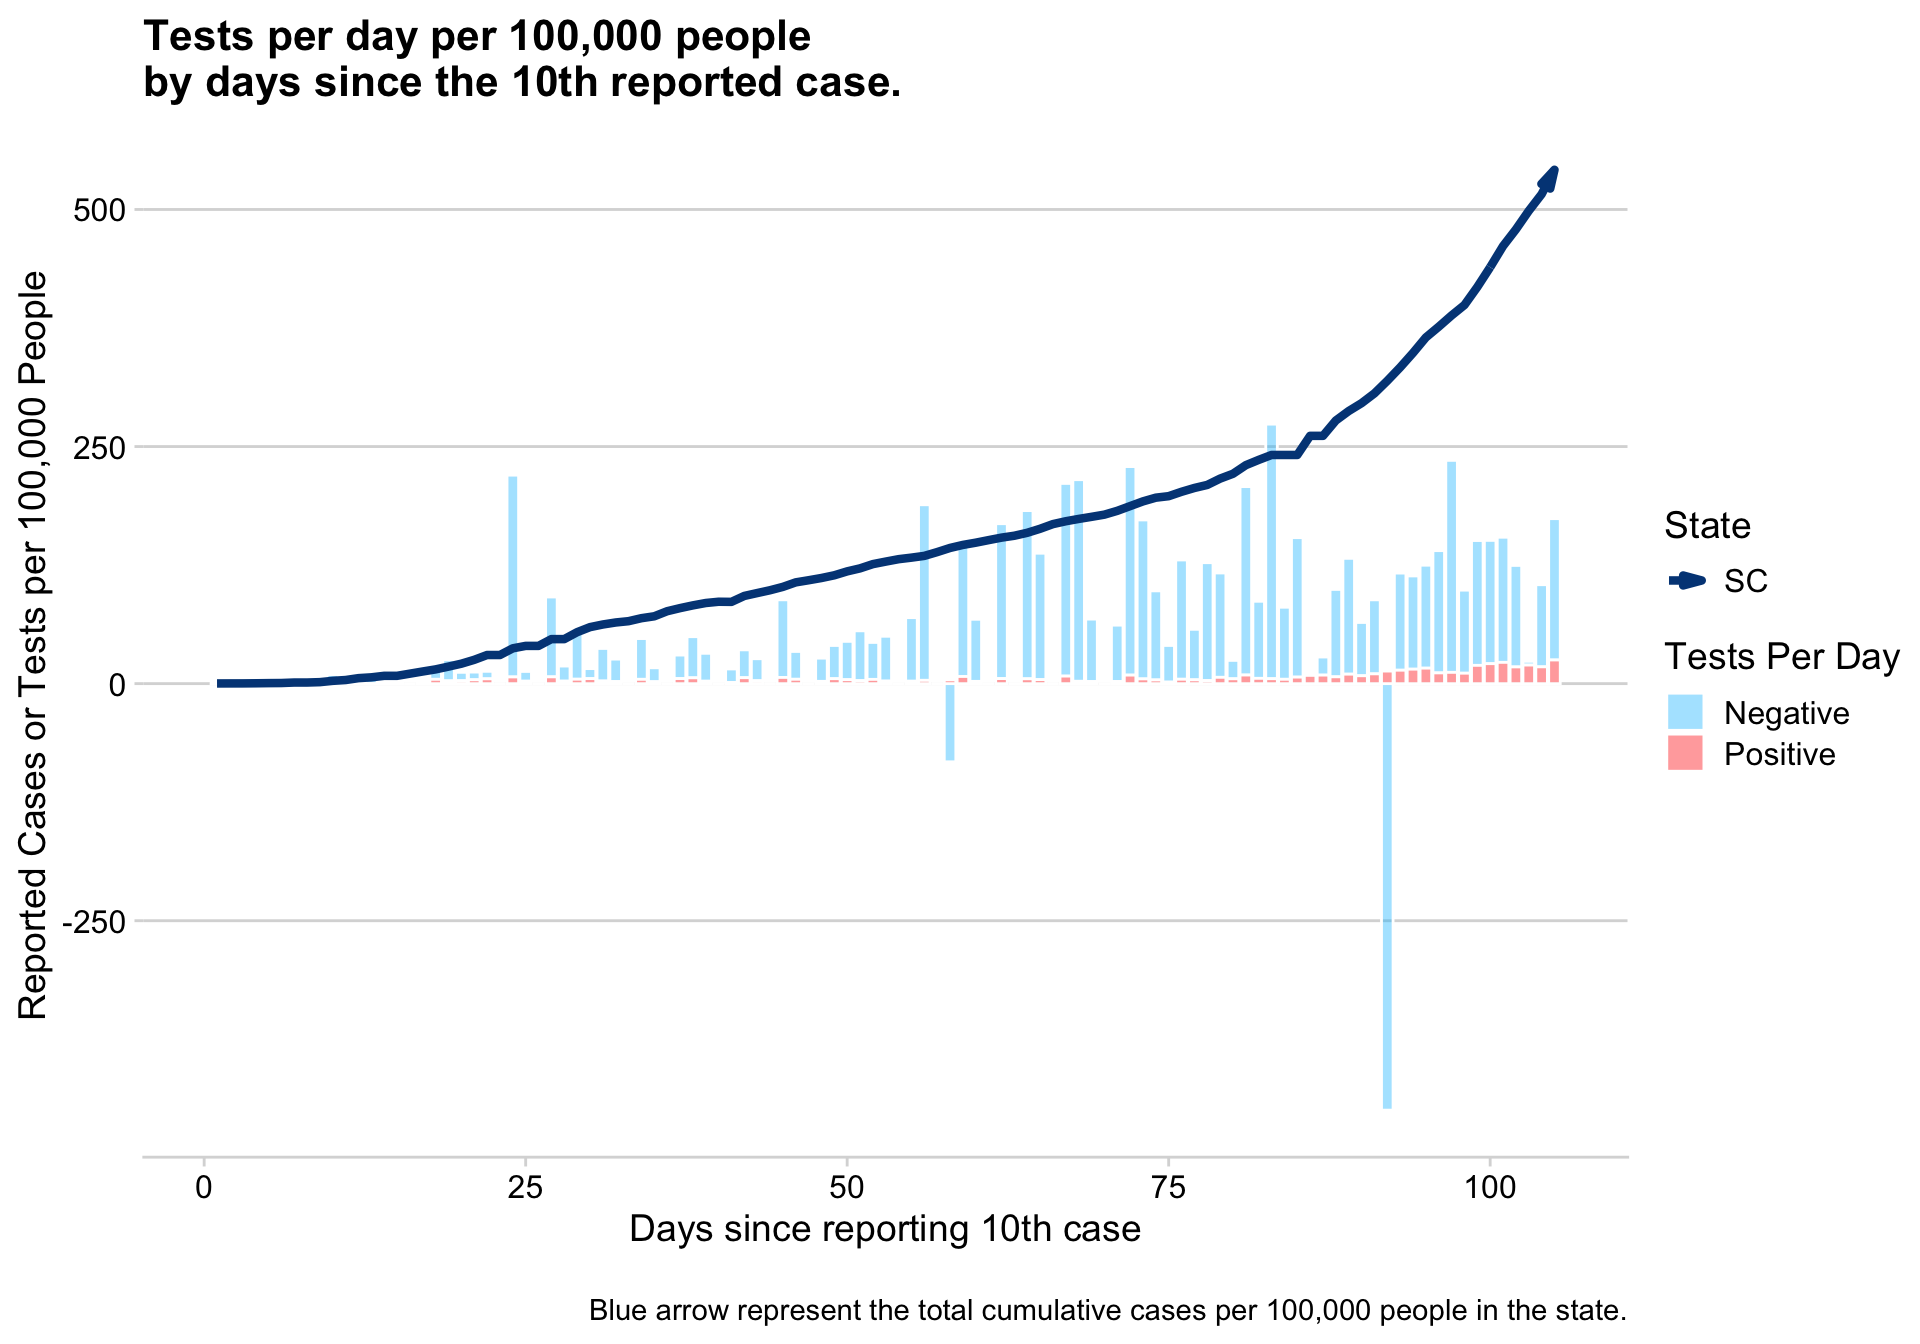 Tests per day per 100,000 people
by days since the 10th reported case.
Reported Cases or Tests per 100,000 People
500
250
0
-250
0
25
50
75
100
Days since reporting 10th case
State
SC
Tests Per Day
Negative
Positive
Blue arrow represent the total cumulative cases per 100,000 people in the state.